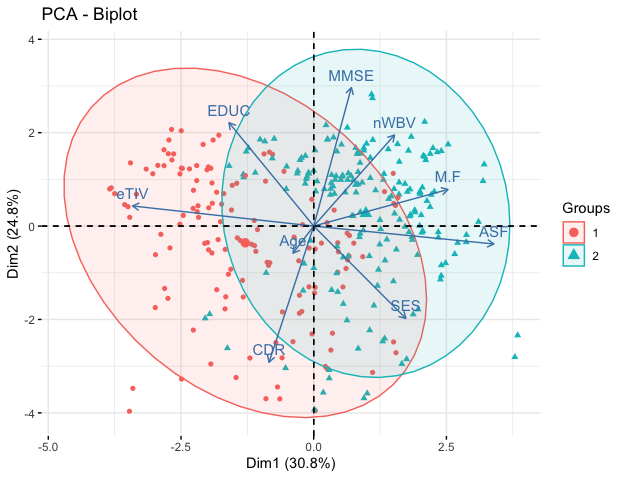 PCA - Biplot
4
2
0
-2
-4
Dim2 (24.8%)
MMSE
EDUC
nWBV
M.F
eTIV
ASF
Age
SES
CDR
Groups
1
2
-5.0
-2.5
0.0
2.5
Dim1 (30.8%)